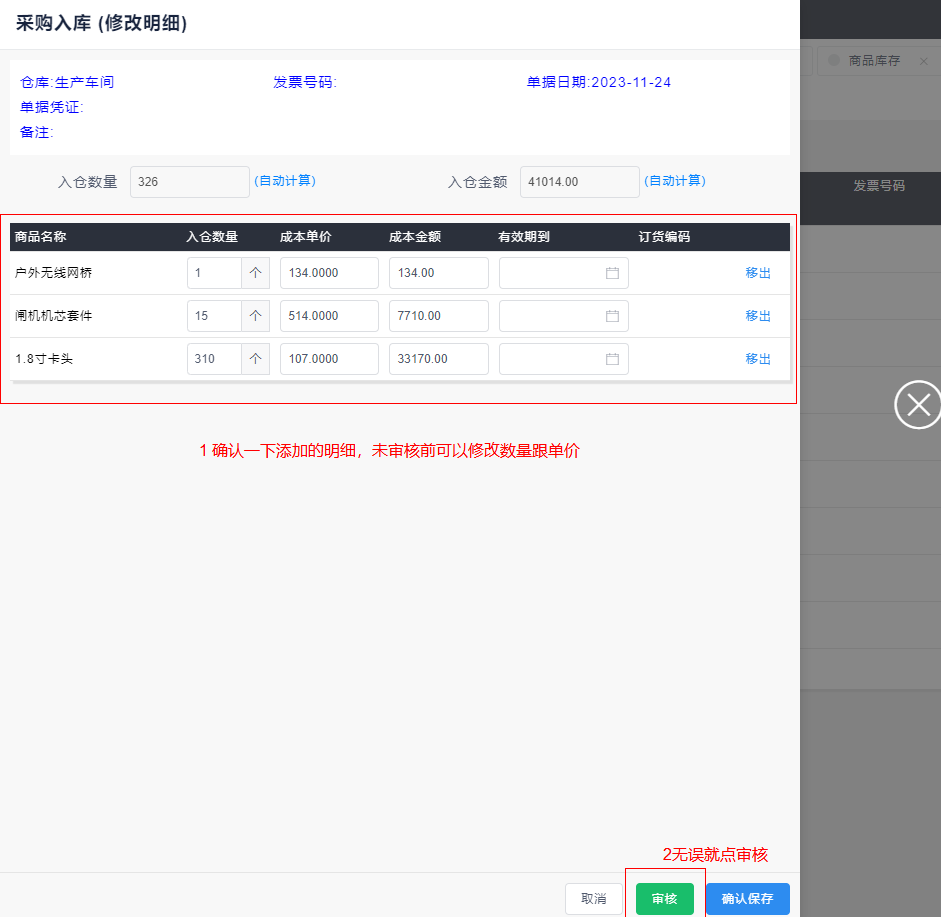 采购入库 (修改明细)
商品库存
仓库:生产车间 发票号码: 单据日期:2023-11-24
单据凭证:
备注:
入仓数量 326 (自动计算) 入仓金额 41014.00 (自动计算)
发票号码
商品名称 入仓数量 成本单价 成本金额 有效期到 订货编码
户外无线网桥 1 个 134.0000 134.00 移出
闸机机芯套件 15 个 514.0000 7710.00 移出
1.8寸卡头 310 个 107.0000 33170.00 移出
1 确认一下添加的明细，未审核前可以修改数量跟单价
2无误就点审核
取消 审核 确认保存